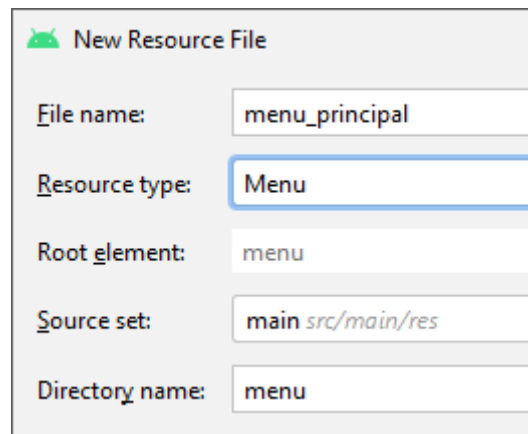 New Resource File
File name: menu_principal
Resource type: Menu
Root element: menu
Source set: main src/main/res
Directory name: menu